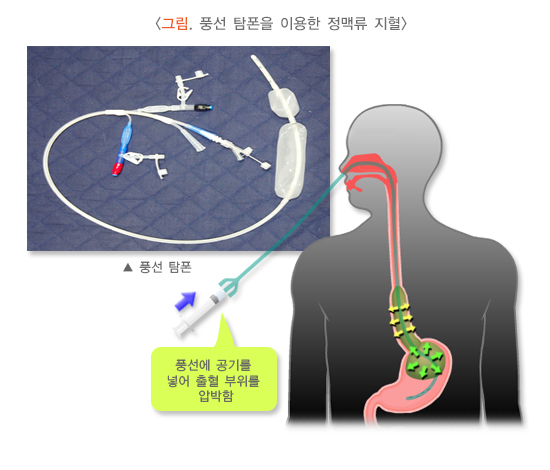 <그림. 풍선 탐폰을 이용한 정맥류 지혈>
▲ 풍선 탐폰
풍선에 공기를
넣어 출혈 부위를
압박함